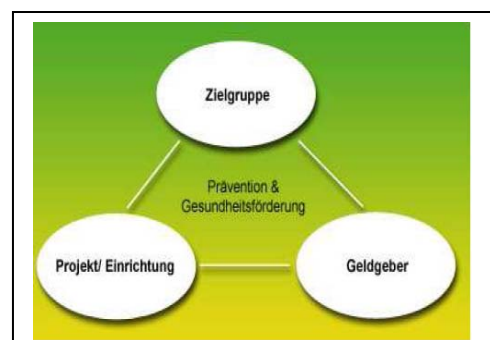 Zielgruppe
Prävention &
Gesundheitsförderung
Projekt/ Einrichtung
Geldgeber